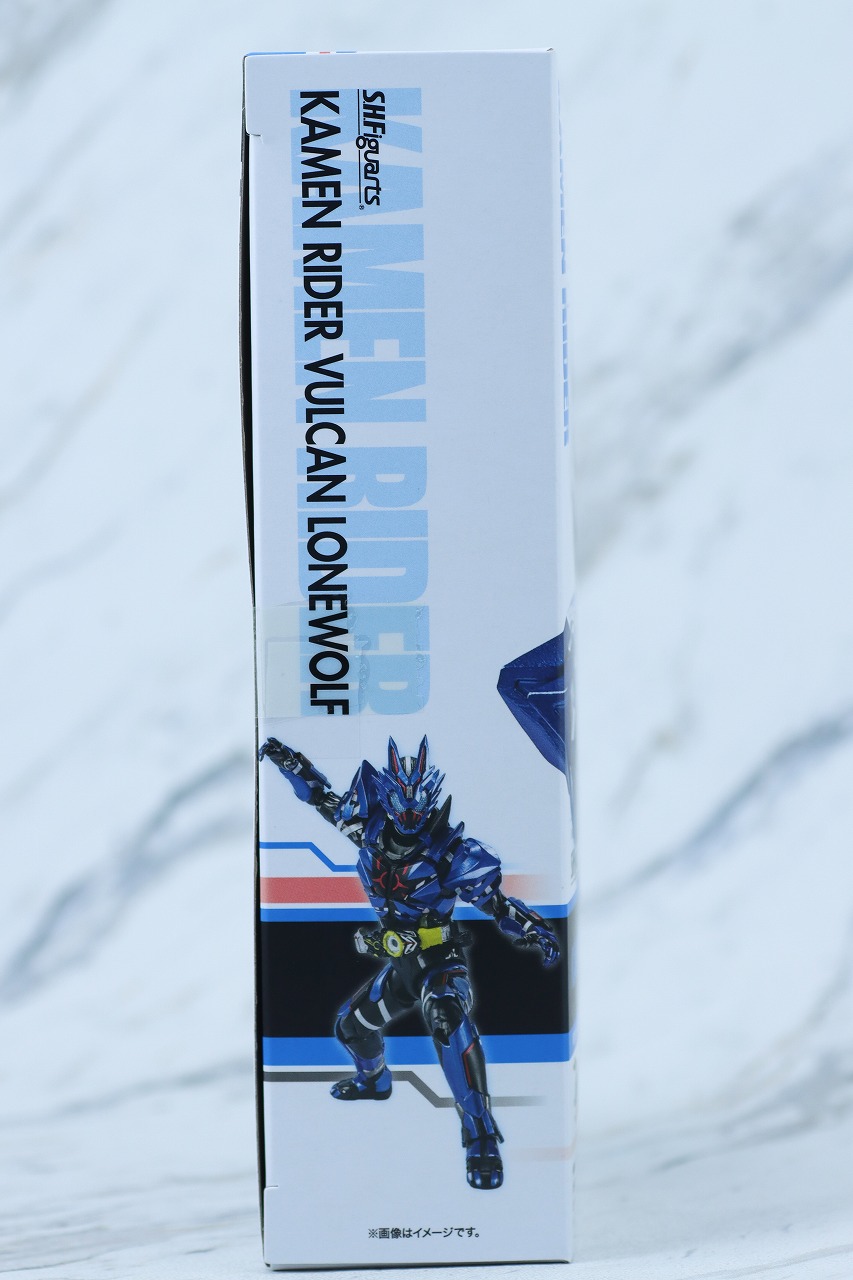 S.H.Figuarts®
KAMEN RIDER VULCAN LONEWOLF
KAMEN RIDER
※画像はイメージです。